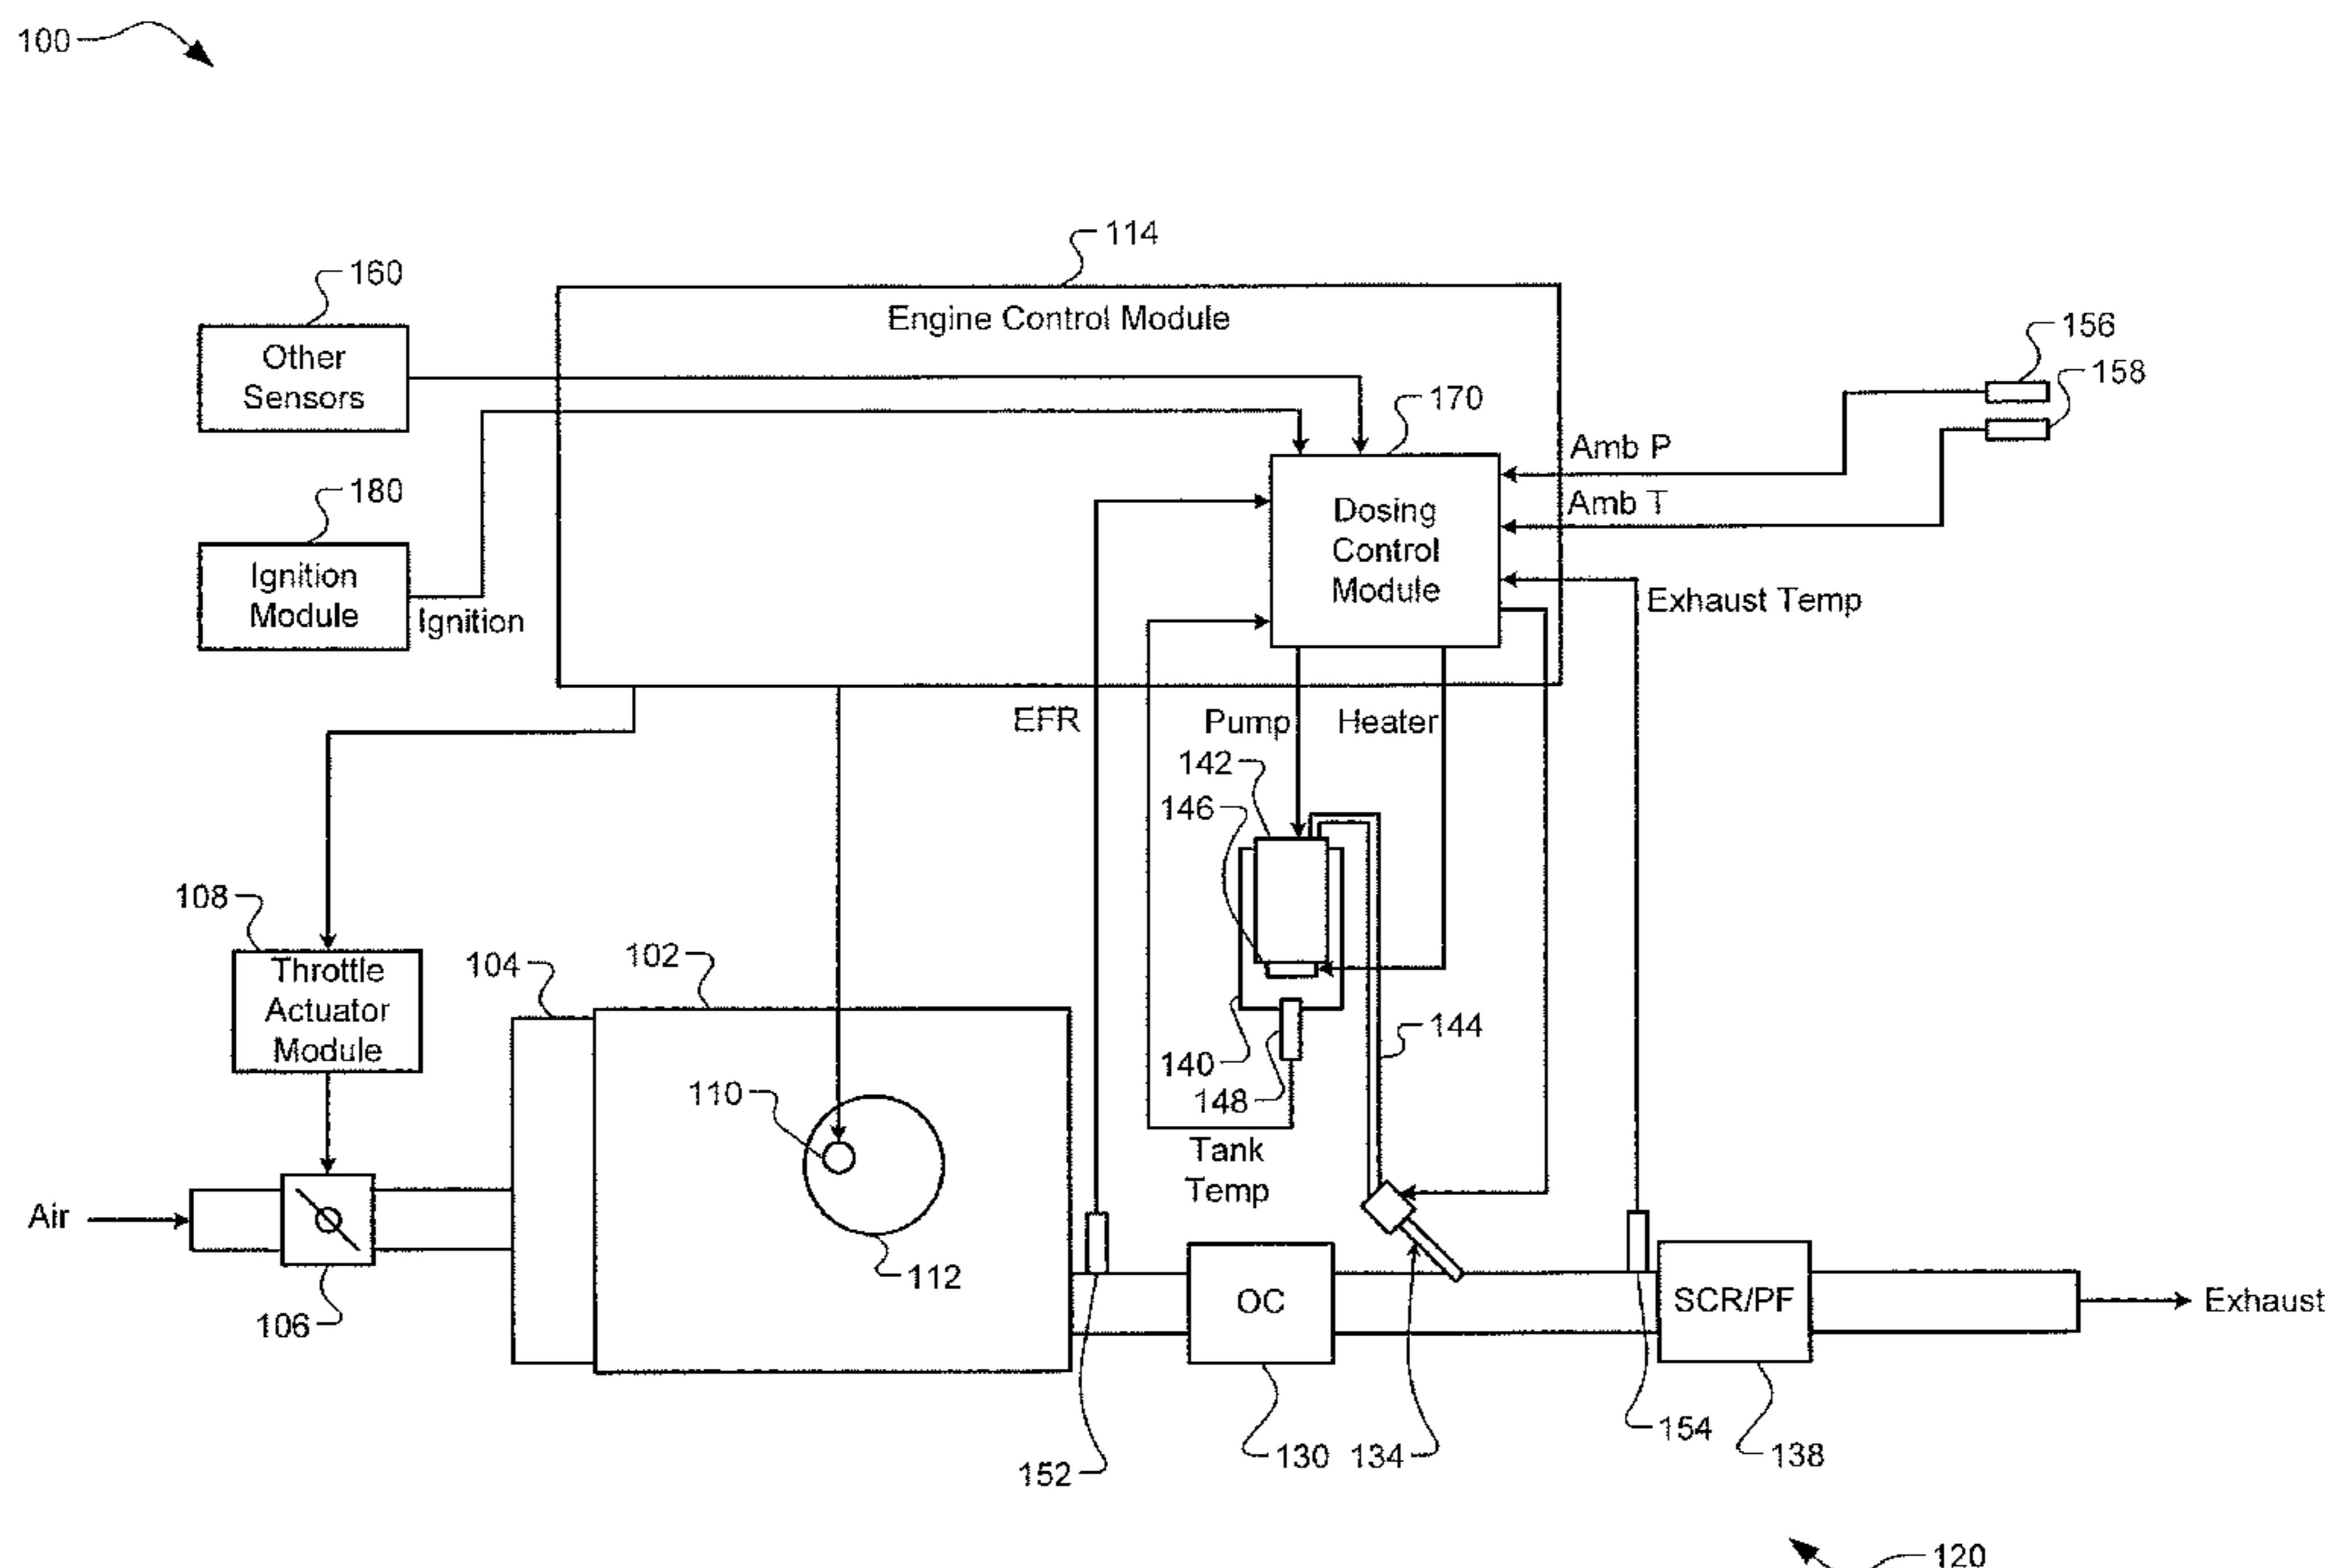 100
114
Engine Control Module
160
Other
Sensors
156
158
170
Amb P
Amb T
180
Ignition
Module
Ignition
Dosing
Control
Module
Exhaust Temp
EFR
Pump
Heater
142
146
108
Throttle
Actuator
Module
104
102
144
140
148
110
Tank
Temp
Air
112
106
OC
SCR/PF
Exhaust
152
130
134
154
138
120